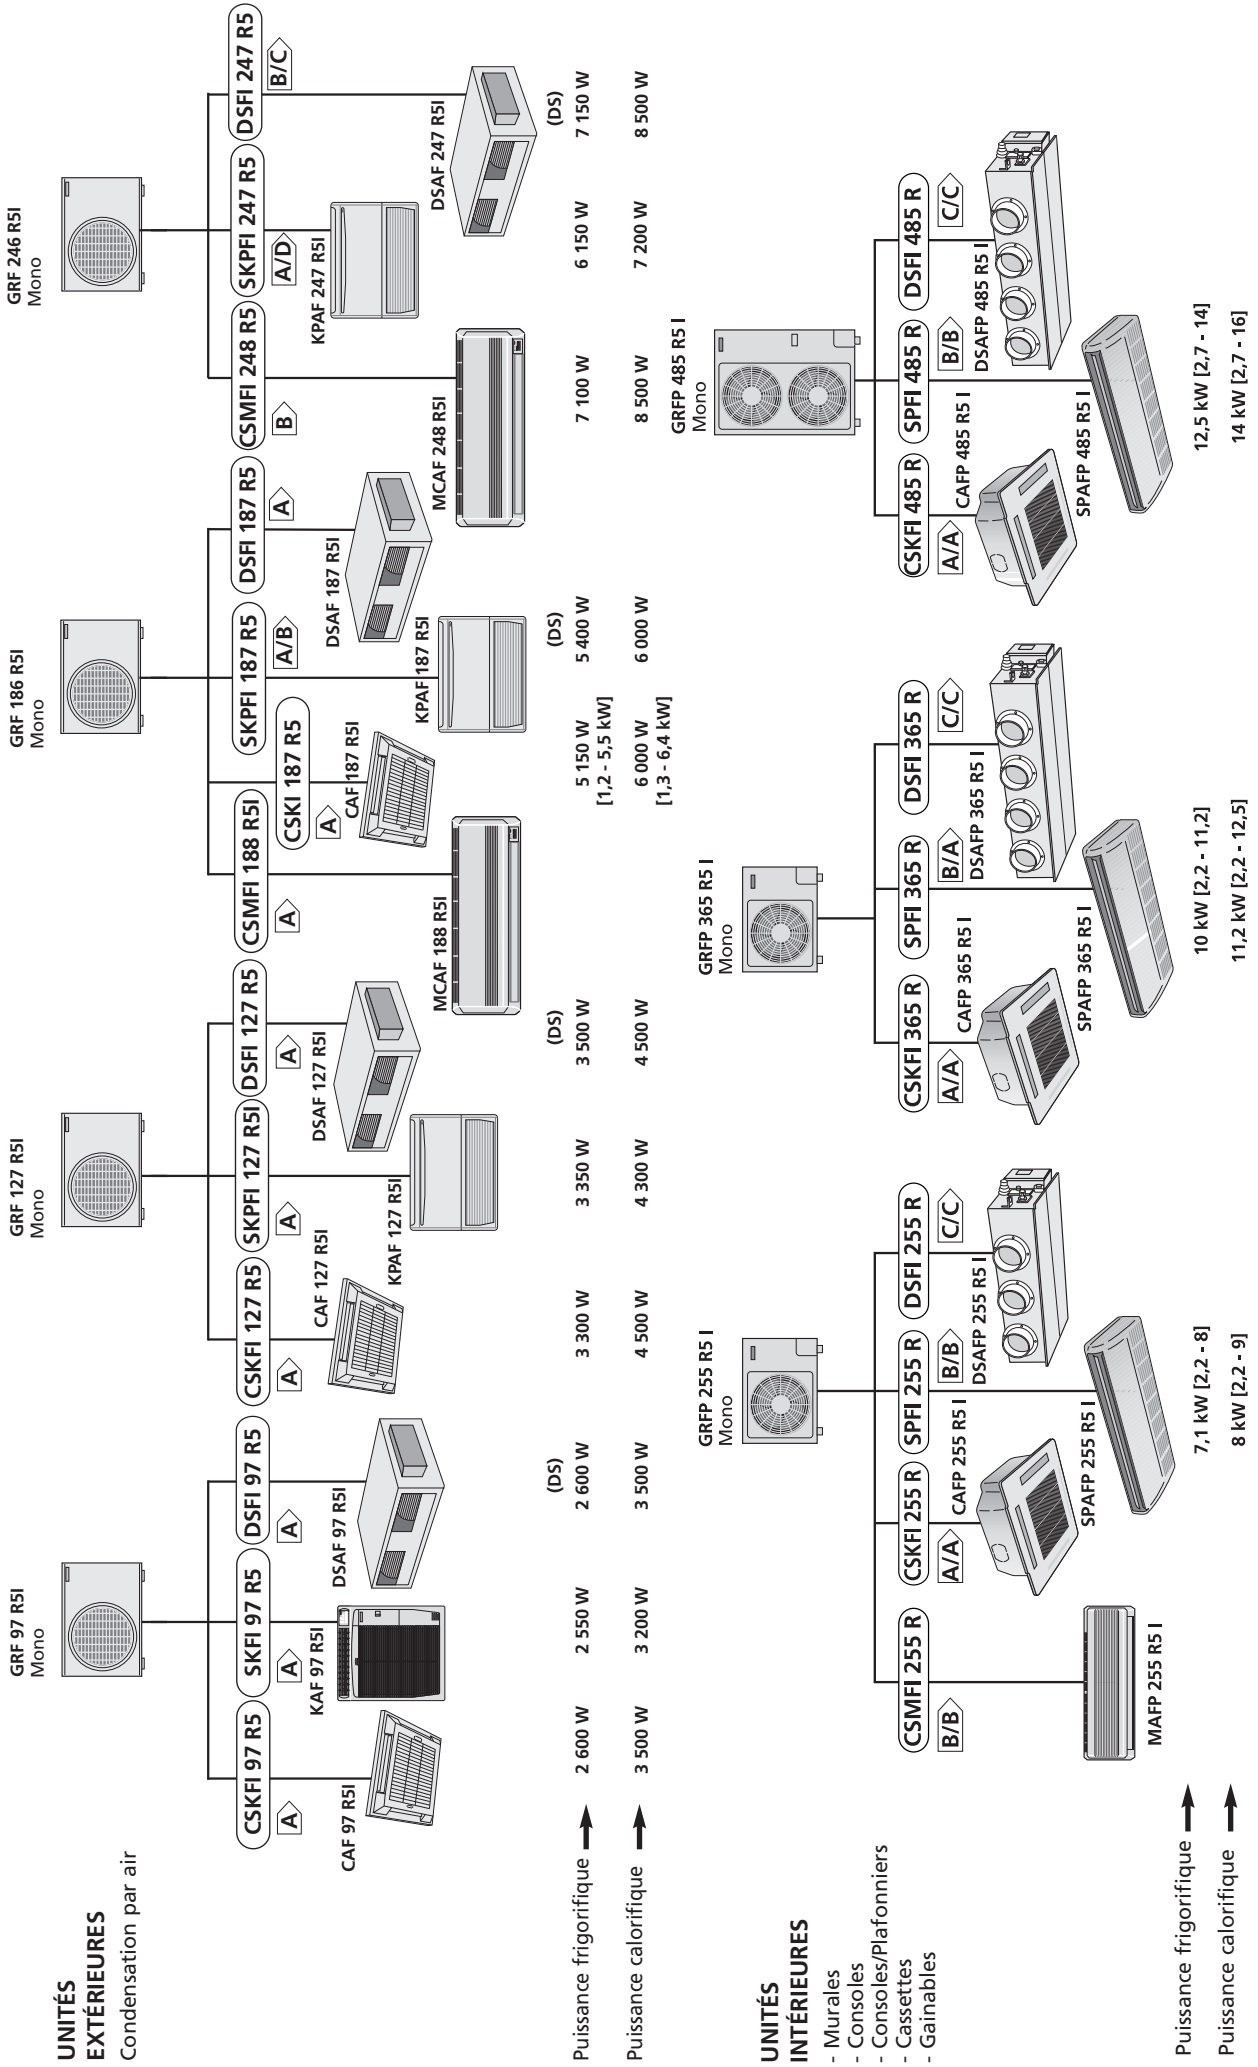 UNITÉS
EXTÉRIEURES
Condensation par air
GRF 97 R5I
Mono
CSKFI 97 R5
A
CAF 97 R5I
SKFI 97 R5
A
KAF 97 R5I
DSFI 97 R5
A
DSAF 97 R5I
GRF 127 R5I
Mono
CSKFI 127 R5
A
CAF 127 R5I
SKPFI 127 R5I
A
KPAF 127 R5I
DSFI 127 R5
A
DSAF 127 R5I
GRF 186 R5I
Mono
CSMFI 188 R5I
A
MCAF 188 R5I
CSKI 187 R5
A
CAF 187 R5I
SKPFI 187 R5
A/B
KPAF 187 R5I
DSFI 187 R5
A
DSAF 187 R5I
GRF 246 R5I
Mono
CSMFI 248 R5
B
MCAF 248 R5I
SKPFI 247 R5
A/D
KPAF 247 R5I
DSFI 247 R5
B/C
DSAF 247 R5I
(DS) (DS) (DS) (DS)
Puissance frigorifique 2 600 W 2 550 W 2 600 W 3 300 W 3 350 W 3 500 W 5 150 W 5 400 W 7 100 W 6 150 W 7 150 W
[1,2 - 5,5 kW]
Puissance calorifique 3 500 W 3 200 W 3 500 W 4 500 W 4 300 W 4 500 W 6 000 W 6 000 W 8 500 W 7 200 W 8 500 W
[1,3 - 6,4 kW]
UNITÉS
INTÉRIEURES
- Murales
- Consoles
- Consoles/Plafonniers
- Cassettes
- Gainables
GRFP 255 R5 I
Mono
CSMFI 255 R
B/B
MAFP 255 R5 I
CSKFI 255 R
A/A
CAFP 255 R5 I
SPFI 255 R
B/B
SPAFP 255 R5 I
DSFI 255 R
C/C
DSAFP 255 R5 I
GRFP 365 R5 I
Mono
CSKFI 365 R
A/A
CAFP 365 R5 I
SPFI 365 R
B/A
SPAFP 365 R5 I
DSFI 365 R
C/C
DSAFP 365 R5 I
GRFP 485 R5 I
Mono
CSKFI 485 R
A/A
CAFP 485 R5 I
SPFI 485 R
B/B
SPAFP 485 R5 I
DSFI 485 R
C/C
DSAFP 485 R5 I
Puissance frigorifique 7,1 kW [2,2 - 8] 10 kW [2,2 - 11,2] 12,5 kW [2,7 - 14]
Puissance calorifique 8 kW [2,2 - 9] 11,2 kW [2,2 - 12,5] 14 kW [2,7 - 16]